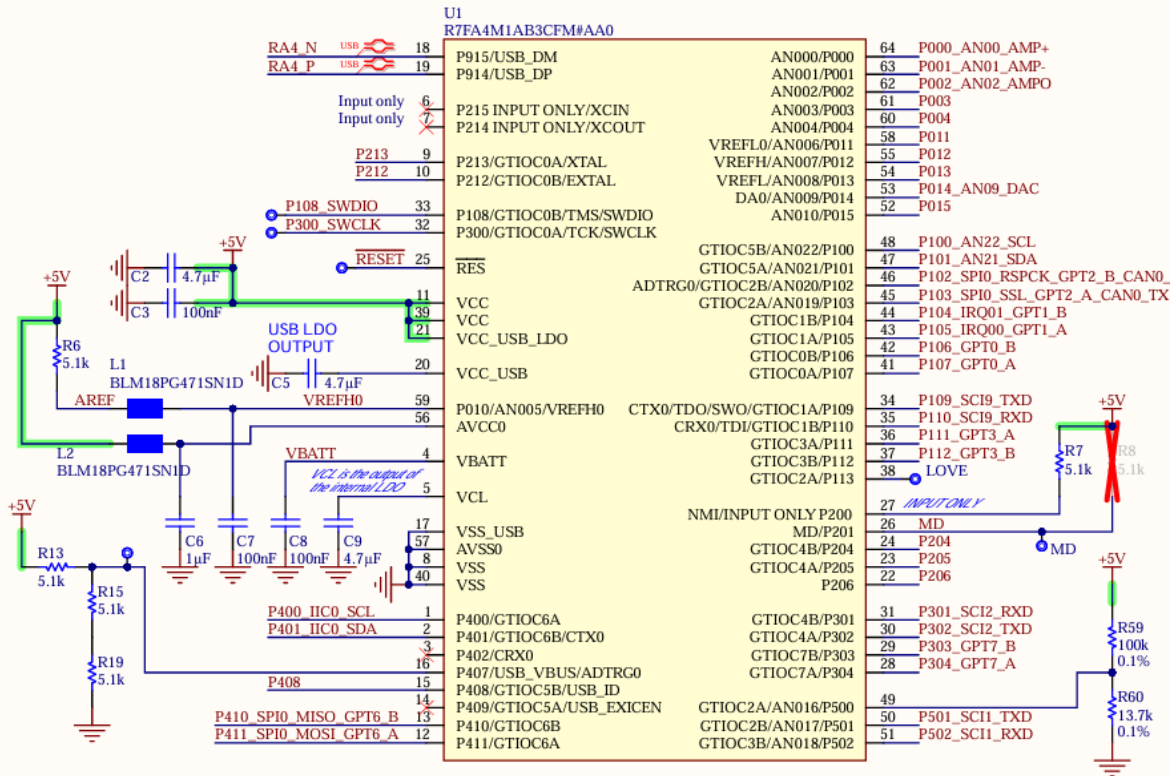 U1
R7FA4M1AB3CFM#AA0
RA4_N
USB
18
P915/USB_DM
RA4_P
USB
19
P914/USB_DP
Input only
6
P215 INPUT ONLY/XCIN
Input only
7
P214 INPUT ONLY/XCOUT
P213
9
P213/GTIOC0A/XTAL
P212
10
P212/GTIOC0B/EXTAL
P108_SWDIO
33
P108/GTIOC0B/TMS/SWDIO
P300_SWCLK
32
P300/GTIOC0A/TCK/SWCLK
RESET
25
RES
+5V
C2
4.7µF
C3
100nF
11
VCC
39
VCC
21
VCC_USB_LDO
USB LDO
OUTPUT
C5
4.7µF
20
VCC_USB
+5V
R6
5.1k
L1
BLM18PG471SN1D
AREF
VREFH0
59
P010/AN005/VREFH0
56
AVCC0
L2
BLM18PG471SN1D
VBATT
4
VBATT
VCL is the output of
the internal LDO
5
VCL
C6
1µF
C7
100nF
C8
100nF
C9
4.7µF
17
VSS_USB
57
AVSS0
8
VSS
40
VSS
+5V
R13
5.1k
R15
5.1k
R19
5.1k
P400_IIC0_SCL
1
P400/GTIOC6A
P401_IIC0_SDA
2
P401/GTIOC6B/CTX0
3
P402/CRX0
16
P407/USB_VBUS/ADTRG0
P408
15
P408/GTIOC5B/USB_ID
14
P409/GTIOC5A/USB_EXICEN
P410_SPI0_MISO_GPT6_B
13
P410/GTIOC6B
P411_SPI0_MOSI_GPT6_A
12
P411/GTIOC6A
AN000/P000
64
P000_AN00_AMP+
AN001/P001
63
P001_AN01_AMP-
AN002/P002
62
P002_AN02_AMPO
AN003/P003
61
P003
AN004/P004
60
P004
VREFL0/AN006/P011
58
P011
VREFH/AN007/P012
55
P012
VREFL/AN008/P013
54
P013
DA0/AN009/P014
53
P014_AN09_DAC
AN010/P015
52
P015
GTIOC5B/AN022/P100
48
P100_AN22_SCL
GTIOC5A/AN021/P101
47
P101_AN21_SDA
ADTRG0/GTIOC2B/AN020/P102
46
P102_SPI0_RSPCK_GPT2_B_CAN0_
GTIOC2A/AN019/P103
45
P103_SPI0_SSL_GPT2_A_CAN0_TX
GTIOC1B/P104
44
P104_IRQ01_GPT1_B
GTIOC1A/P105
43
P105_IRQ00_GPT1_A
GTIOC0B/P106
42
P106_GPT0_B
GTIOC0A/P107
41
P107_GPT0_A
CTX0/TDO/SWO/GTIOC1A/P109
34
P109_SCI9_TXD
CRX0/TDI/GTIOC1B/P110
35
P110_SCI9_RXD
GTIOC3A/P111
36
P111_GPT3_A
GTIOC3B/P112
37
P112_GPT3_B
GTIOC2A/P113
38
LOVE
+5V
R7
5.1k
R8
5.1k
NMI/INPUT ONLY P200
27
INPUT ONLY
MD/P201
26
MD
MD
GTIOC4B/P204
24
P204
GTIOC4A/P205
23
P205
P206
22
P206
GTIOC4B/P301
31
P301_SCI2_RXD
GTIOC4A/P302
30
P302_SCI2_TXD
GTIOC7B/P303
29
P303_GPT7_B
GTIOC7A/P304
28
P304_GPT7_A
GTIOC2A/AN016/P500
49
GTIOC2B/AN017/P501
50
P501_SCI1_TXD
GTIOC3B/AN018/P502
51
P502_SCI1_RXD
+5V
R59
100k
0.1%
R60
13.7k
0.1%